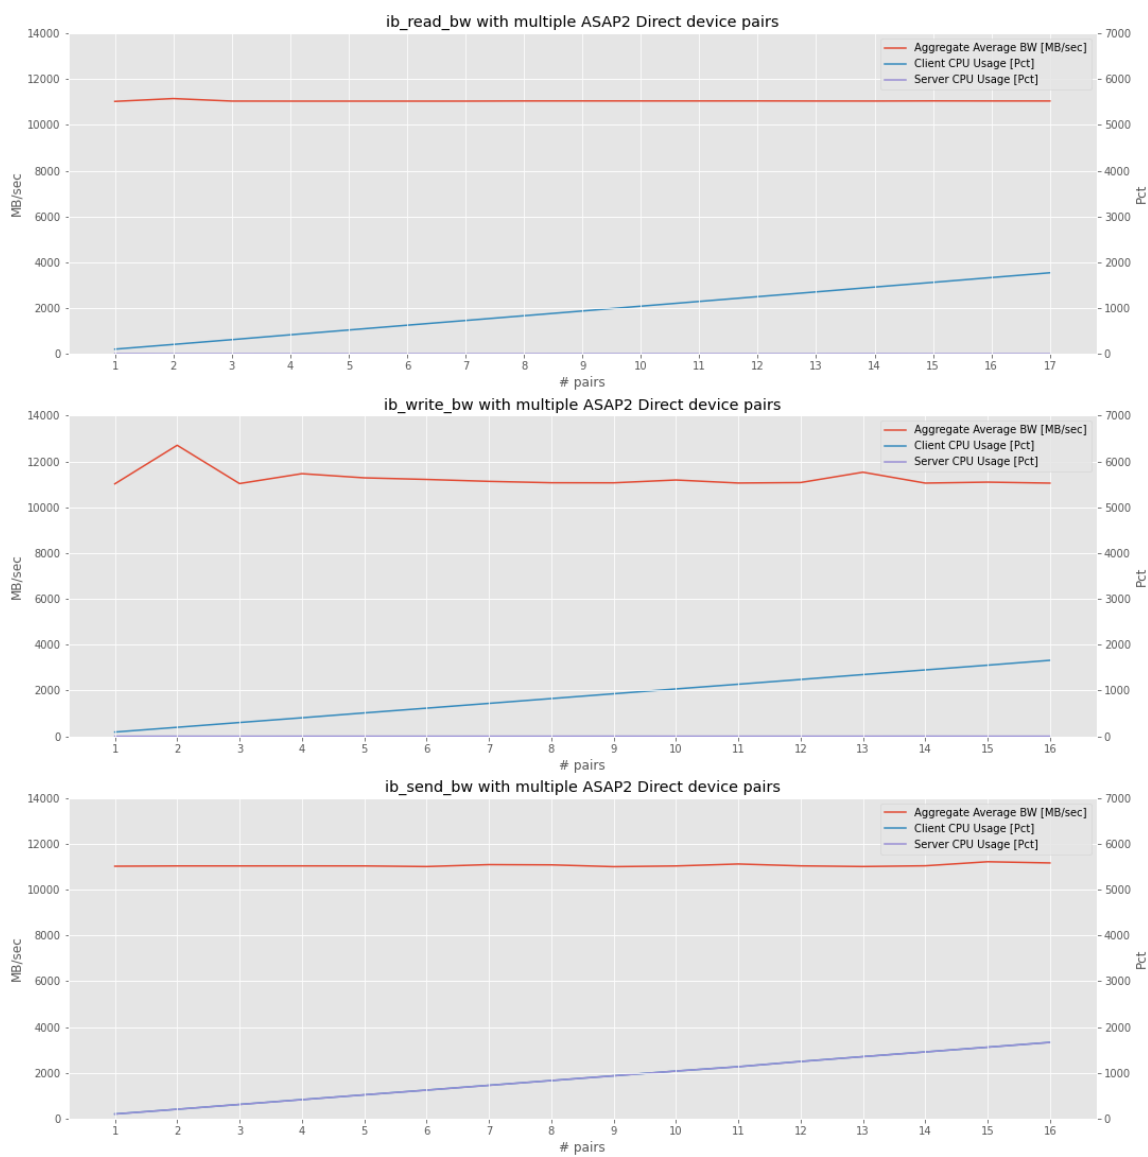 ib_read_bw with multiple ASAP2 Direct device pairs
14000 7000
Aggregate Average BW [MB/sec]
Client CPU Usage [Pct]
Server CPU Usage [Pct]
12000 6000
10000 5000
8000 4000
MB/sec
Pct
6000 3000
4000 2000
2000 1000
0 0
1 2 3 4 5 6 7 8 9 10 11 12 13 14 15 16 17
# pairs
ib_write_bw with multiple ASAP2 Direct device pairs
14000 7000
Aggregate Average BW [MB/sec]
Client CPU Usage [Pct]
Server CPU Usage [Pct]
12000 6000
10000 5000
8000 4000
MB/sec
Pct
6000 3000
4000 2000
2000 1000
0 0
1 2 3 4 5 6 7 8 9 10 11 12 13 14 15 16
# pairs
ib_send_bw with multiple ASAP2 Direct device pairs
14000 7000
Aggregate Average BW [MB/sec]
Client CPU Usage [Pct]
Server CPU Usage [Pct]
12000 6000
10000 5000
8000 4000
MB/sec
Pct
6000 3000
4000 2000
2000 1000
0 0
1 2 3 4 5 6 7 8 9 10 11 12 13 14 15 16
# pairs